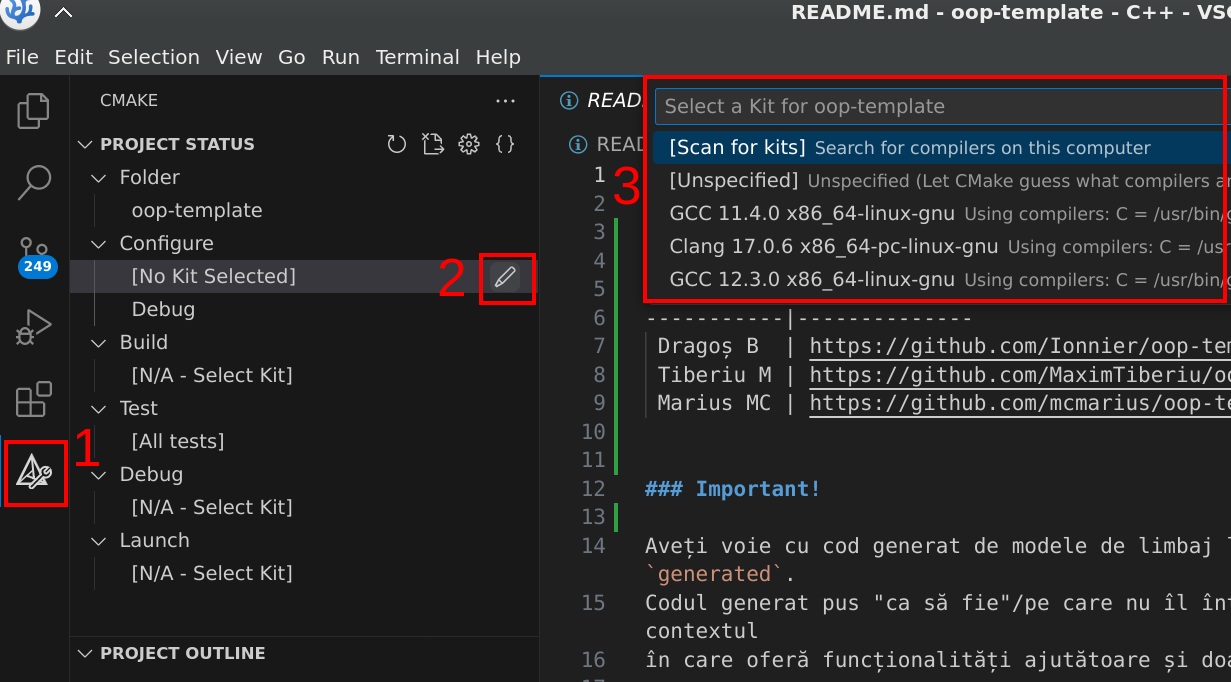 README.md - oop-template - C++ - VS
File Edit Selection View Go Run Terminal Help
CMAKE
PROJECT STATUS
Folder
oop-template
Configure
[No Kit Selected]
Debug
Build
[N/A - Select Kit]
Test
[All tests]
Debug
[N/A - Select Kit]
Launch
[N/A - Select Kit]
PROJECT OUTLINE
249
1
2
3
READ
Select a Kit for oop-template
[Scan for kits] Search for compilers on this computer
[Unspecified] Unspecified (Let CMake guess what compilers
GCC 11.4.0 x86_64-linux-gnu Using compilers: C = /usr/bin/
Clang 17.0.6 x86_64-pc-linux-gnu Using compilers: C = /us
GCC 12.3.0 x86_64-linux-gnu Using compilers: C = /usr/bin/
READ
1
2
3
4
5
6 -----------|--------------
7 Dragoș B | https://github.com/Ionnier/oop-tem
8 Tiberiu M | https://github.com/MaximTiberiu/oo
9 Marius MC | https://github.com/mcmarius/oop-te
10
11
12 ### Important!
13
14 Aveți voie cu cod generat de modele de limbaj
`generated`.
15 Codul generat pus "ca să fie"/pe care nu îl în
contextul
16 în care oferă funcționalități ajutătoare și doa